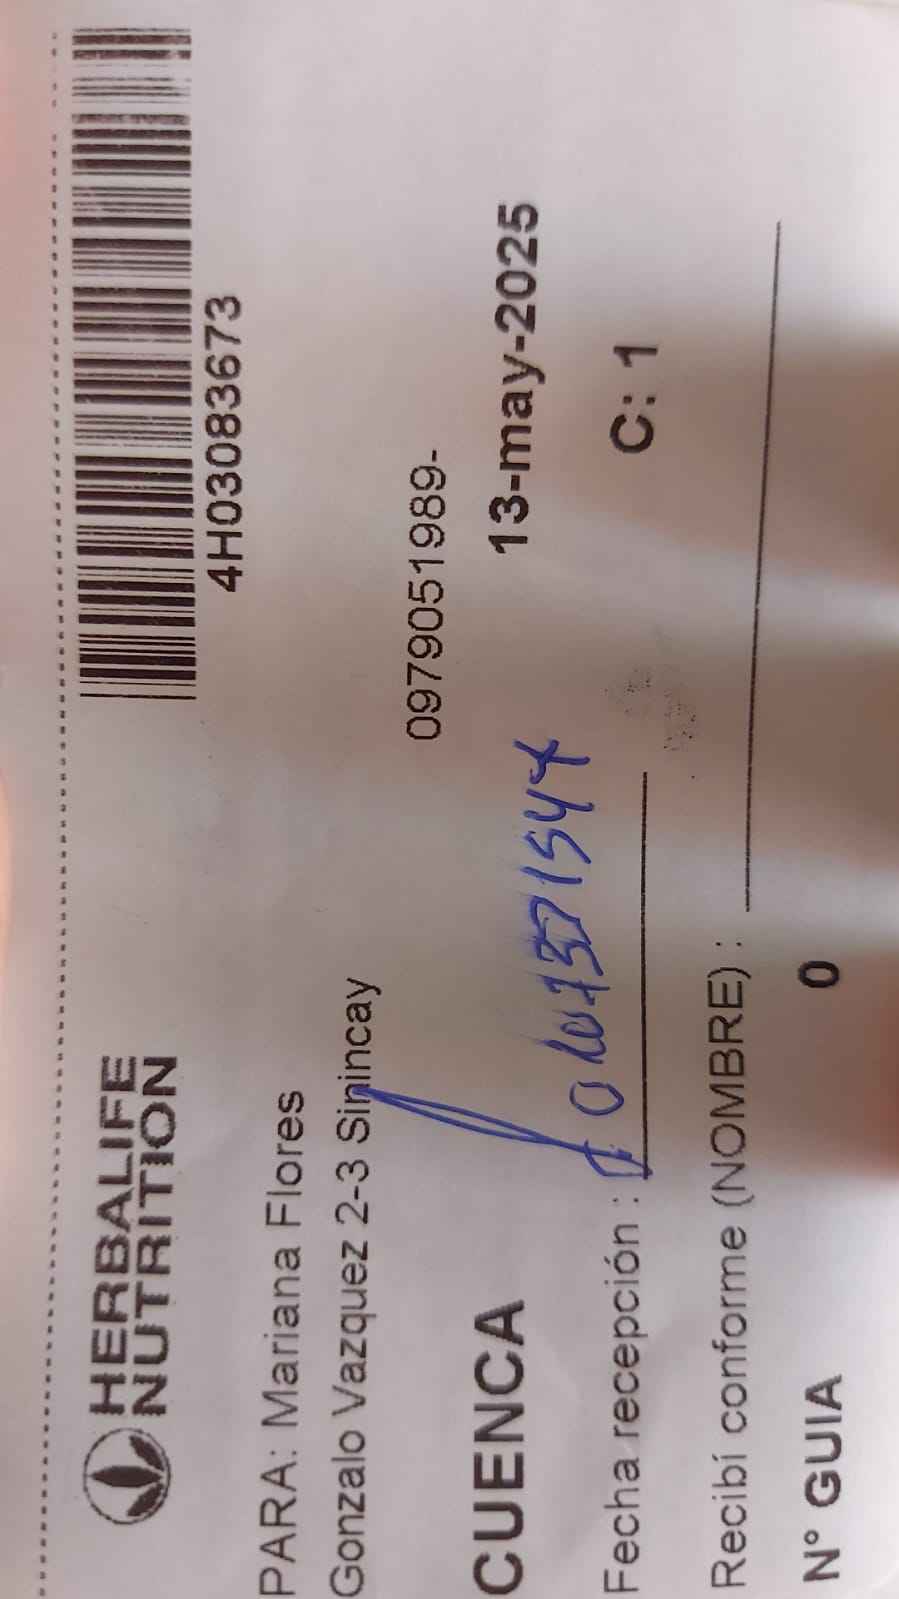 HERBALIFE
NUTRITION
4H03083673
PARA: Mariana Flores
Gonzalo Vazquez 2-3 Sinincay
0979051989-
CUENCA
13-may-2025
Fecha recepción :
C: 1
Recibí conforme (NOMBRE) :
N° GUIA 0